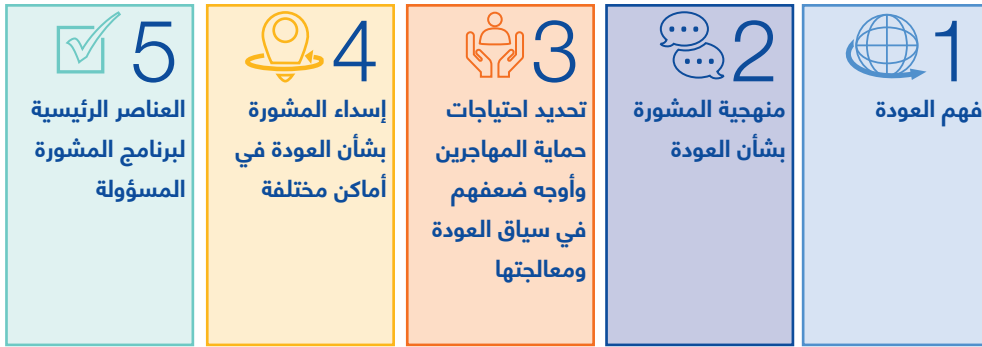 1
فهم العودة
2
منهجية المشورة
بشأن العودة
3
تحديد احتياجات
حماية المهاجرين
وأوجه ضعفهم
في سياق العودة
ومعالجتها
4
إسداء المشورة
بشأن العودة في
أماكن مختلفة
5
العناصر الرئيسية
لبرنامج المشورة
المسؤولة